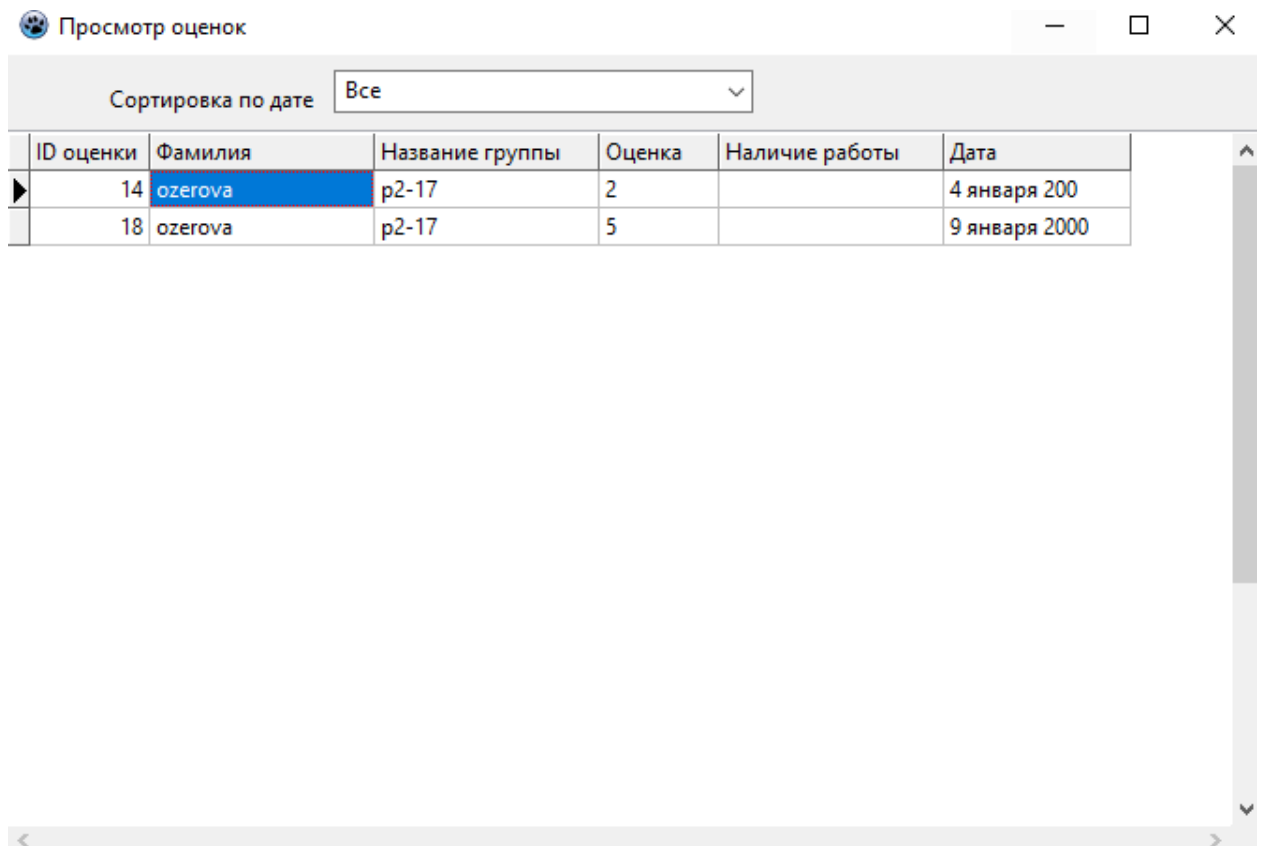 Просмотр оценок
Сортировка по дате Все
ID оценки Фамилия Название группы Оценка Наличие работы Дата
14 ozerova p2-17 2 4 января 200
18 ozerova p2-17 5 9 января 2000